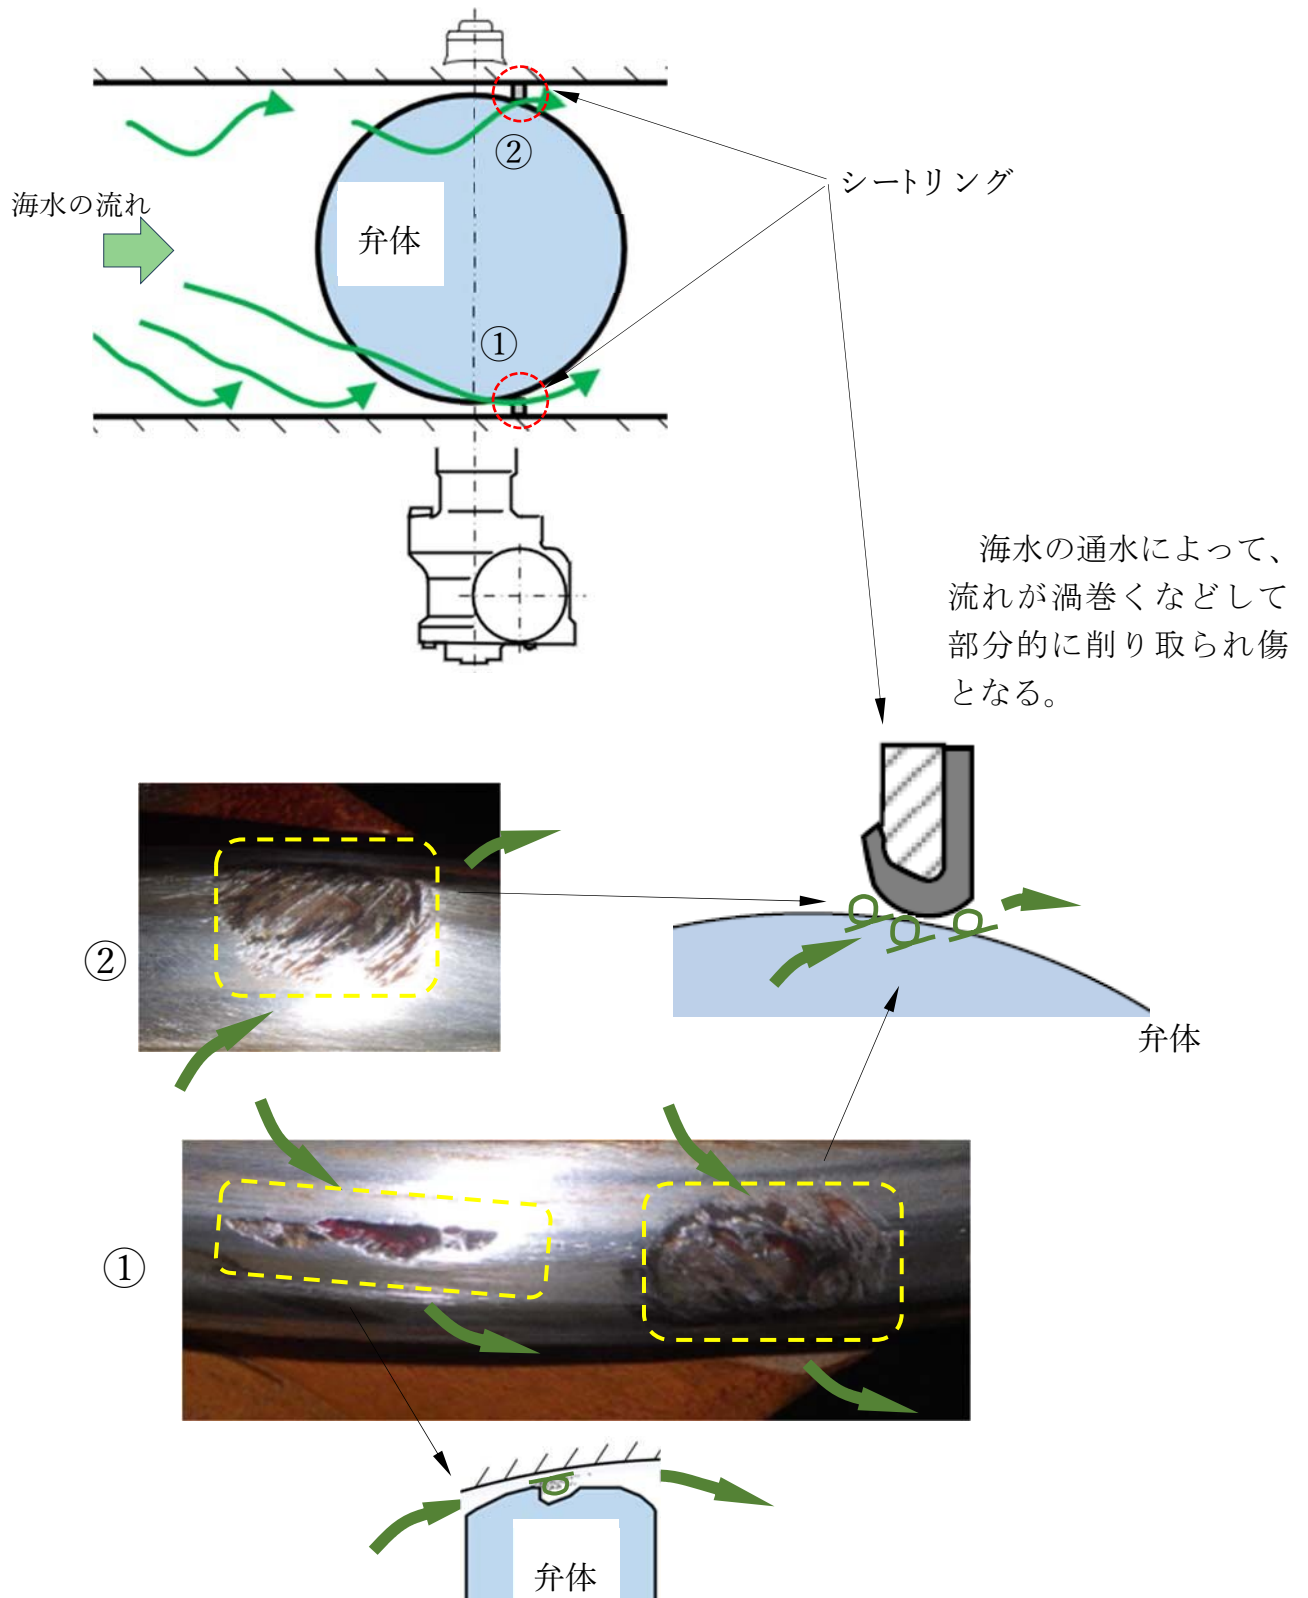 ②
シートリング
海水の流れ
弁体
①
海水の通水によって、
流れが渦巻くなどして
部分的に削り取られ傷
となる。
②
弁体
①
弁体